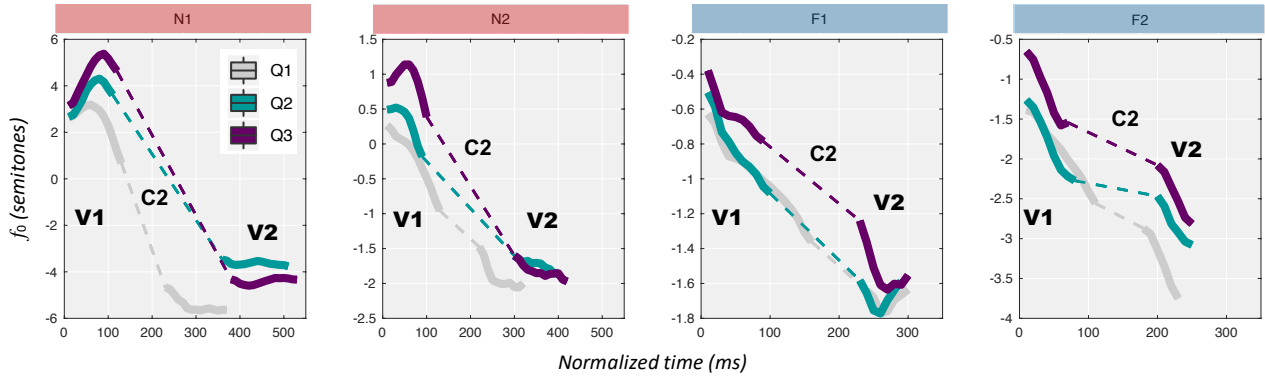 N1
N2
F1
F2
f0 (semitones)
6
4
2
0
-2
-4
-6
0 100 200 300 400 500
Q1
Q2
Q3
V1
C2
V2
1.5
1
0.5
0
-0.5
-1
-1.5
-2
-2.5
0 100 200 300 400 500
C2
V1
V2
-0.2
-0.4
-0.6
-0.8
-1
-1.2
-1.4
-1.6
-1.8
0 100 200 300
C2
V1
V2
-0.5
-1
-1.5
-2
-2.5
-3
-3.5
-4
0 100 200 300
C2
V2
V1
Normalized time (ms)